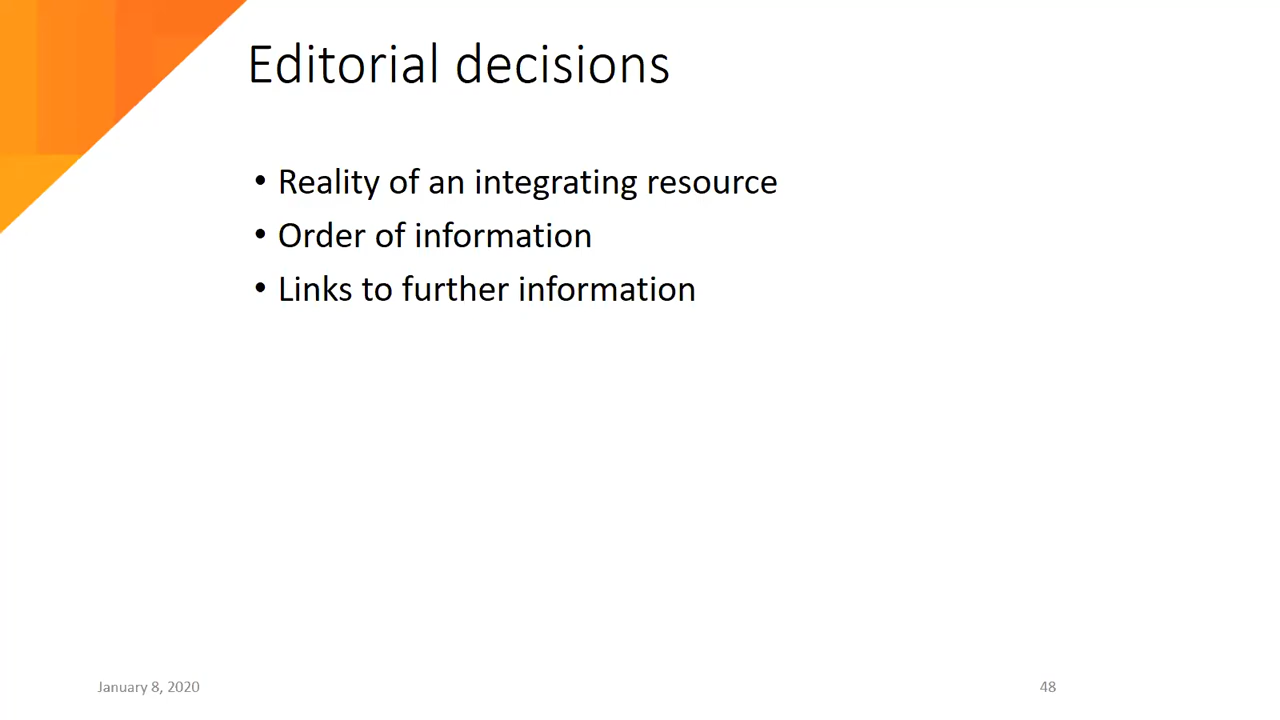 Editorial decisions
• Reality of an integrating resource
• Order of information
• Links to further information
January 8, 2020
48